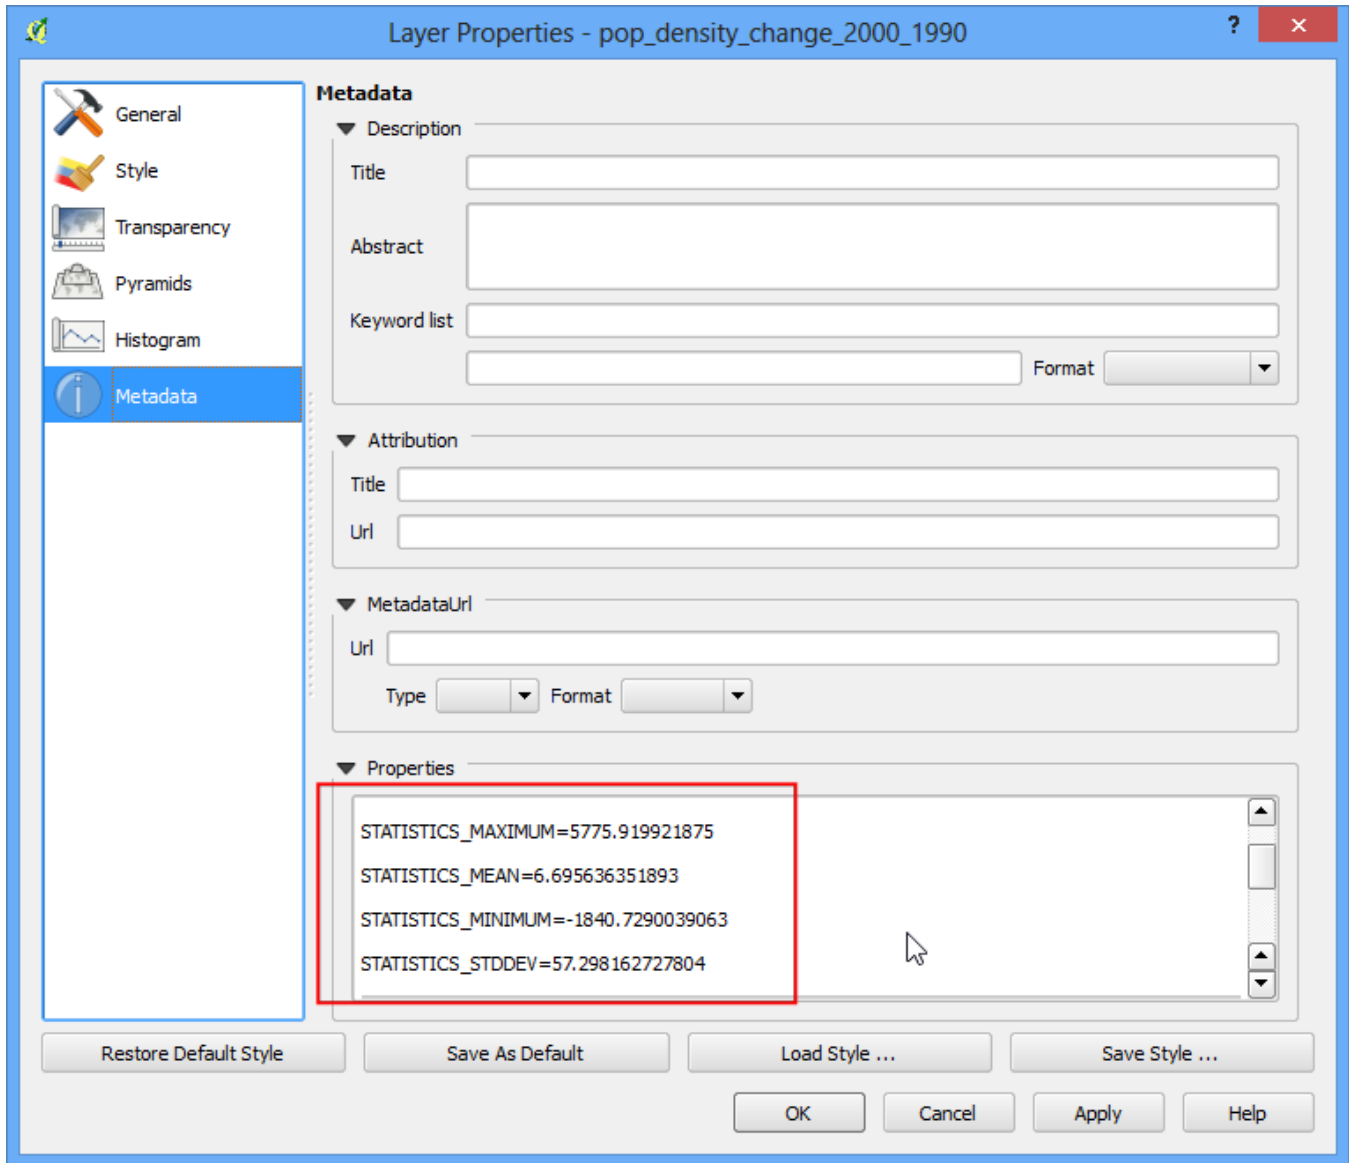 Layer Properties - pop_density_change_2000_1990
?
General
Style
Transparency
Pyramids
Histogram
Metadata
Metadata
Description
Title
Abstract
Keyword list
Format
Attribution
Title
Url
MetadataUrl
Url
Type Format
Properties
STATISTICS_MAXIMUM=5775.919921875
STATISTICS_MEAN=6.695636351893
STATISTICS_MINIMUM=-1840.7290039063
STATISTICS_STDDEV=57.298162727804
Restore Default Style Save As Default Load Style ... Save Style ...
OK Cancel Apply Help